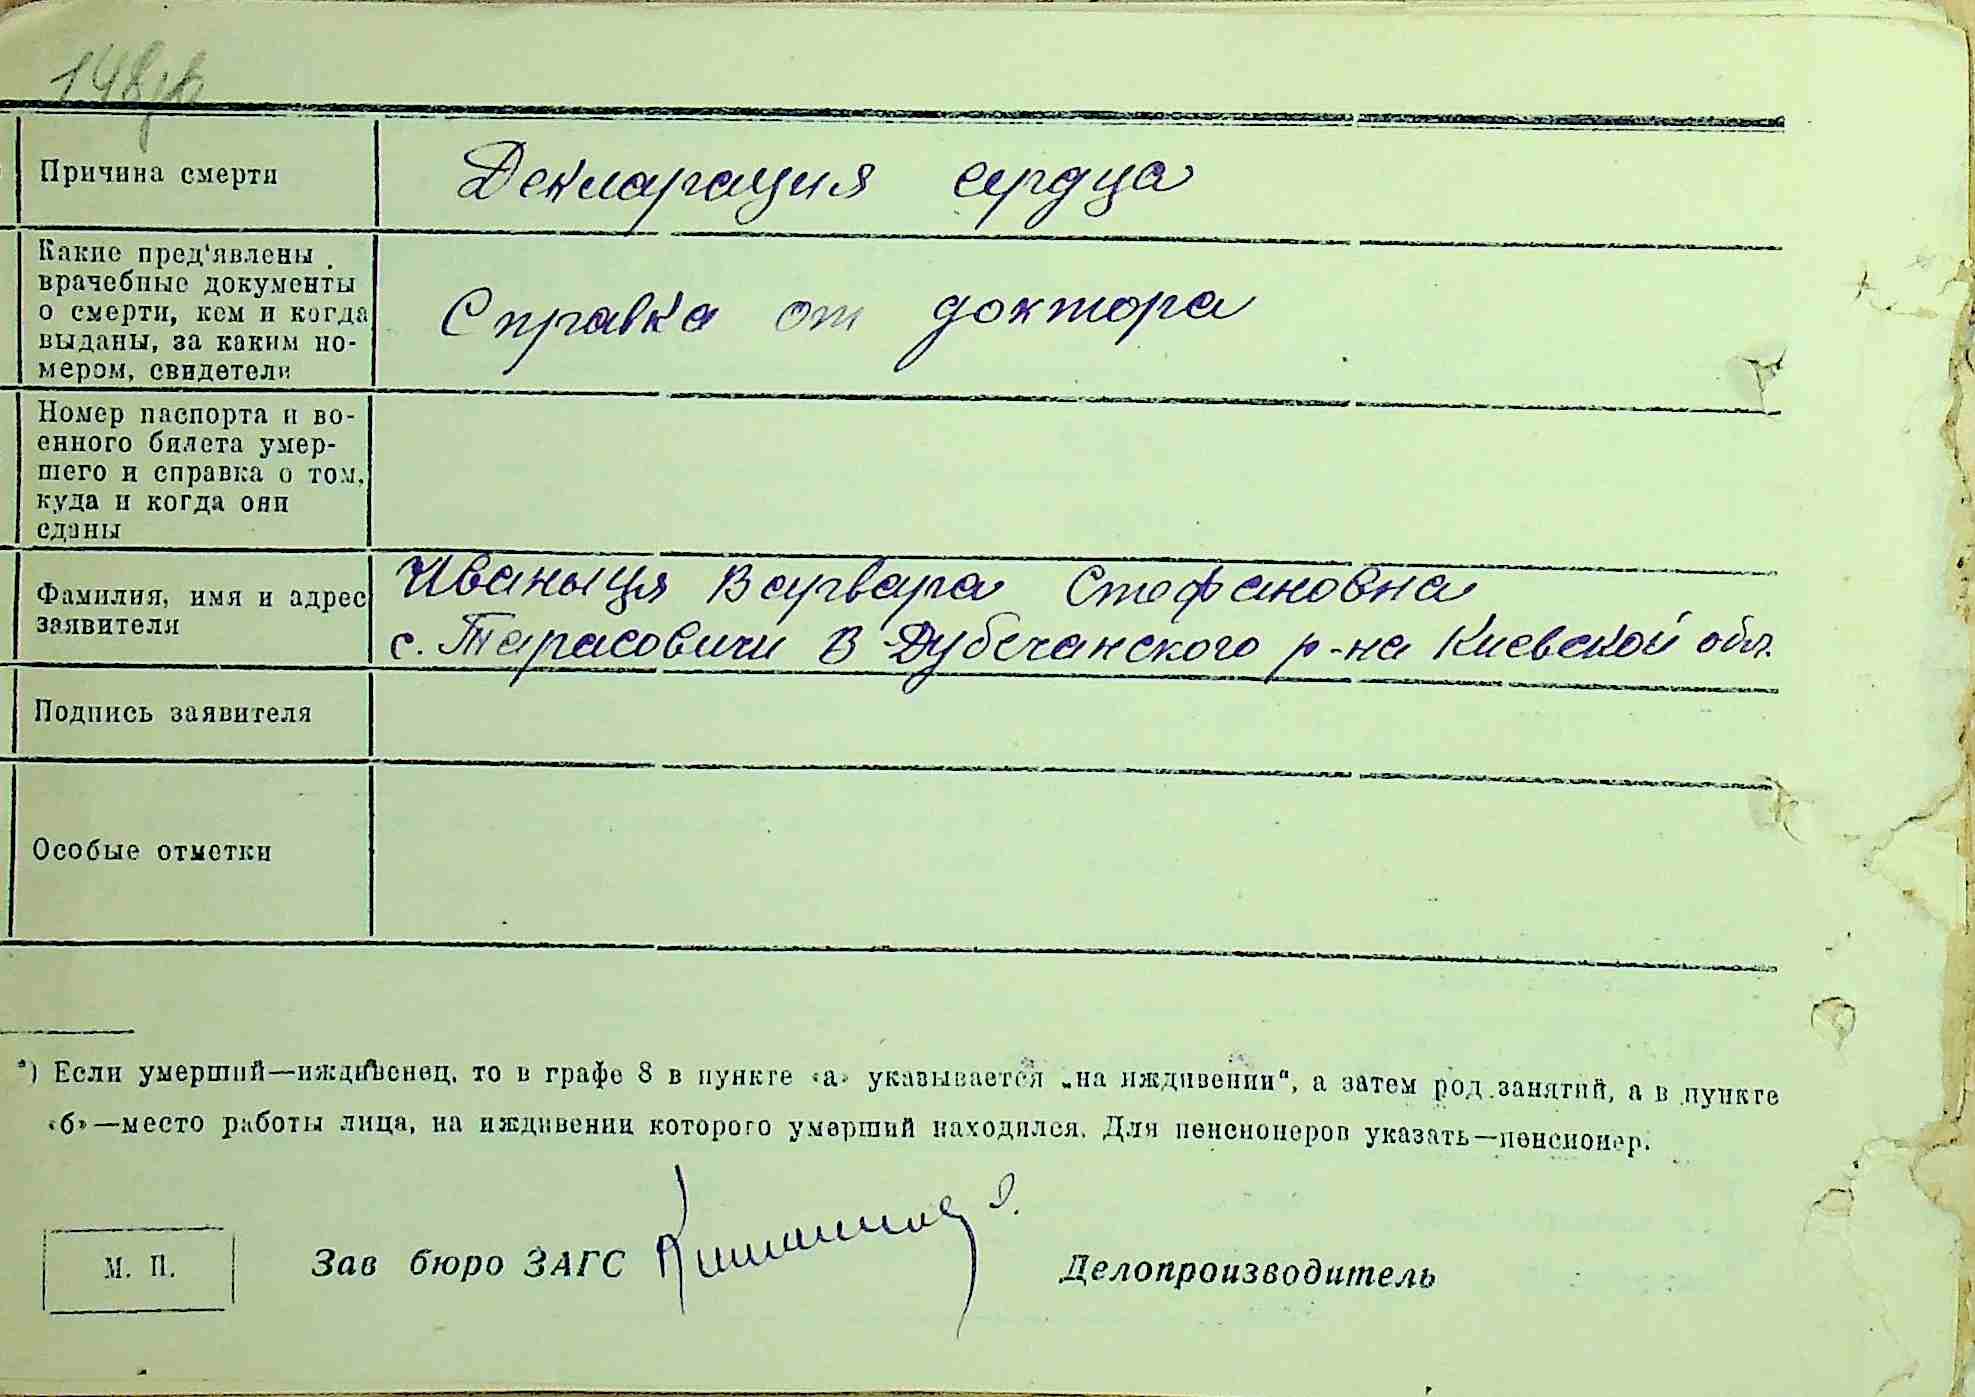 Причина смерти
Декларация сердца
Какие пред'явлены
врачебные документы
о смерти, кем и когда
выданы, за каким но-
мером, свидетели
Справка от доктора
Номер паспорта и во-
енного билета умер-
шего и справка о том,
куда и когда они
сданы
Фамилия, имя и адрес
заявителя
Иваныця Варвара Стефановна
с. Тарасовичи В-Дубечанского р-на Киевской обл.
Подпись заявителя
Особые отметки
*) Если умерший—иждивенец, то в графе 8 в пункте «а» указывается „на иждивении“, а затем род занятий, а в пункте
«б»—место работы лица, на иждивении которого умерший находился. Для пенсионеров указать—пенсионер.
М. П.
Зав бюро ЗАГС
Делопроизводитель